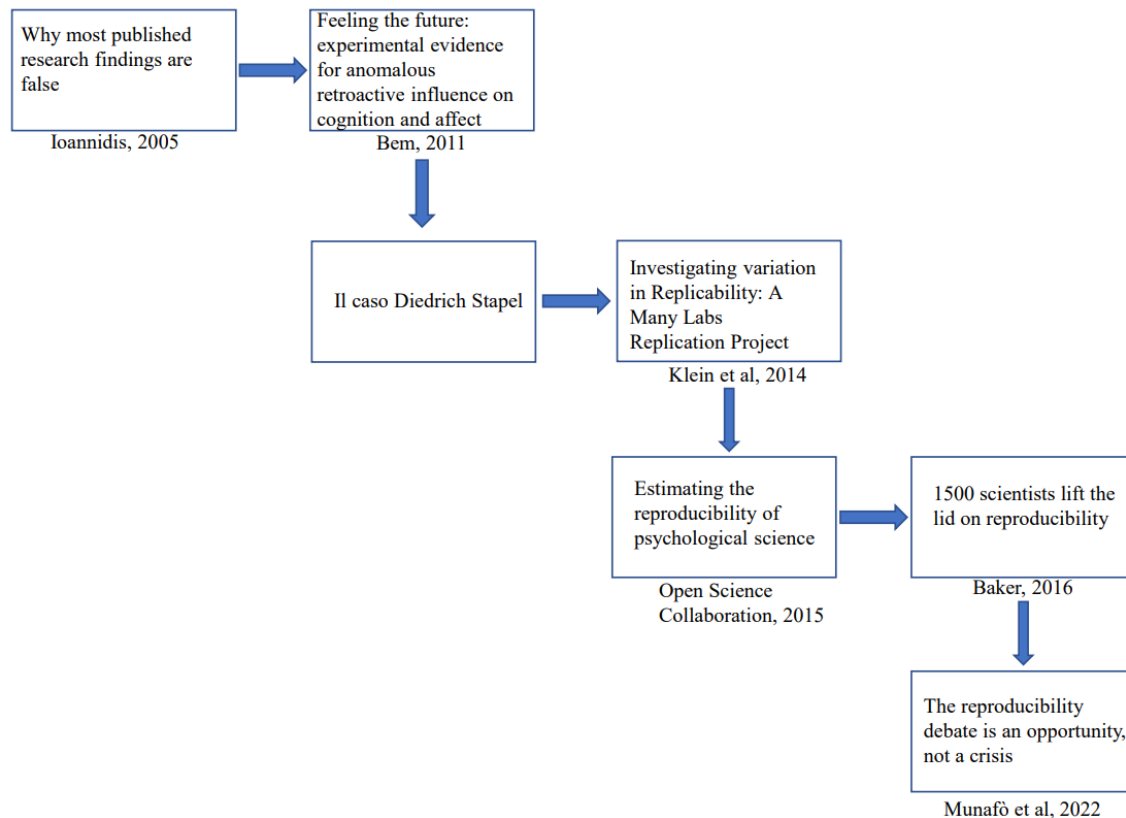 Why most published
research findings are
false
Ioannidis, 2005
Feeling the future:
experimental evidence
for anomalous
retroactive influence on
cognition and affect
Bem, 2011
Il caso Diedrich Stapel
Investigating variation
in Replicability: A
Many Labs
Replication Project
Klein et al, 2014
Estimating the
reproducibility of
psychological science
Open Science
Collaboration, 2015
1500 scientists lift the
lid on reproducibility
Baker, 2016
The reproducibility
debate is an opportunity,
not a crisis
Munafò et al, 2022